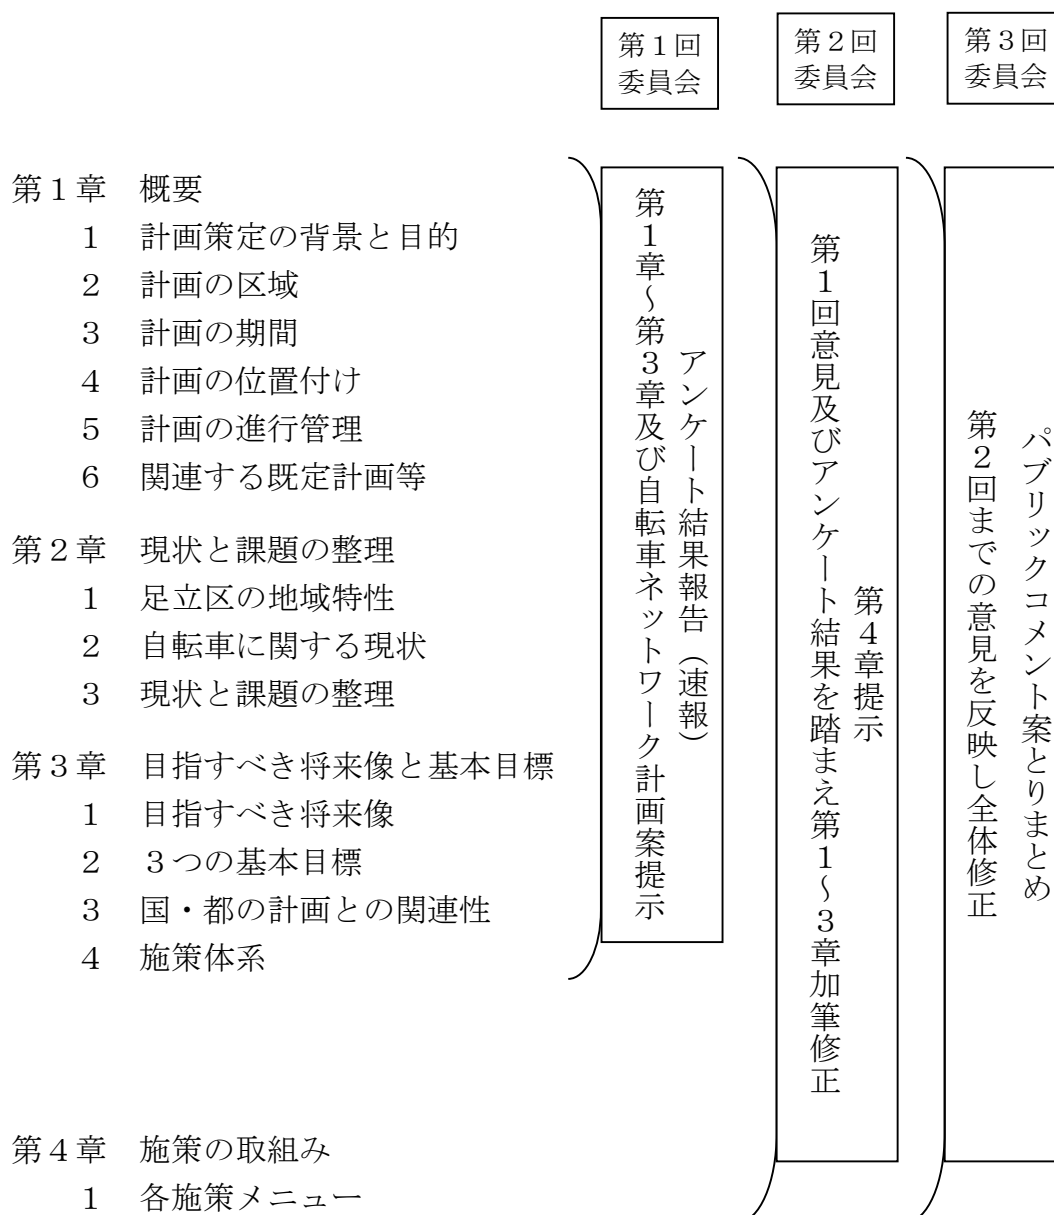 第１回
委員会
第２回
委員会
第３回
委員会
第１章　概要
１　計画策定の背景と目的
２　計画の区域
３　計画の期間
４　計画の位置付け
５　計画の進行管理
６　関連する既定計画等
第２章　現状と課題の整理
１　足立区の地域特性
２　自転車に関する現状
３　現状と課題の整理
第３章　目指すべき将来像と基本目標
１　目指すべき将来像
２　３つの基本目標
３　国・都の計画との関連性
４　施策体系
第４章　施策の取組み
１　各施策メニュー
アンケート結果報告（速報）
第１章～第３章及び自転車ネットワーク計画案提示
第４章提示
第１回意見及びアンケート結果を踏まえ第１～３章加筆修正
パブリックコメント案とりまとめ
第２回までの意見を反映し全体修正